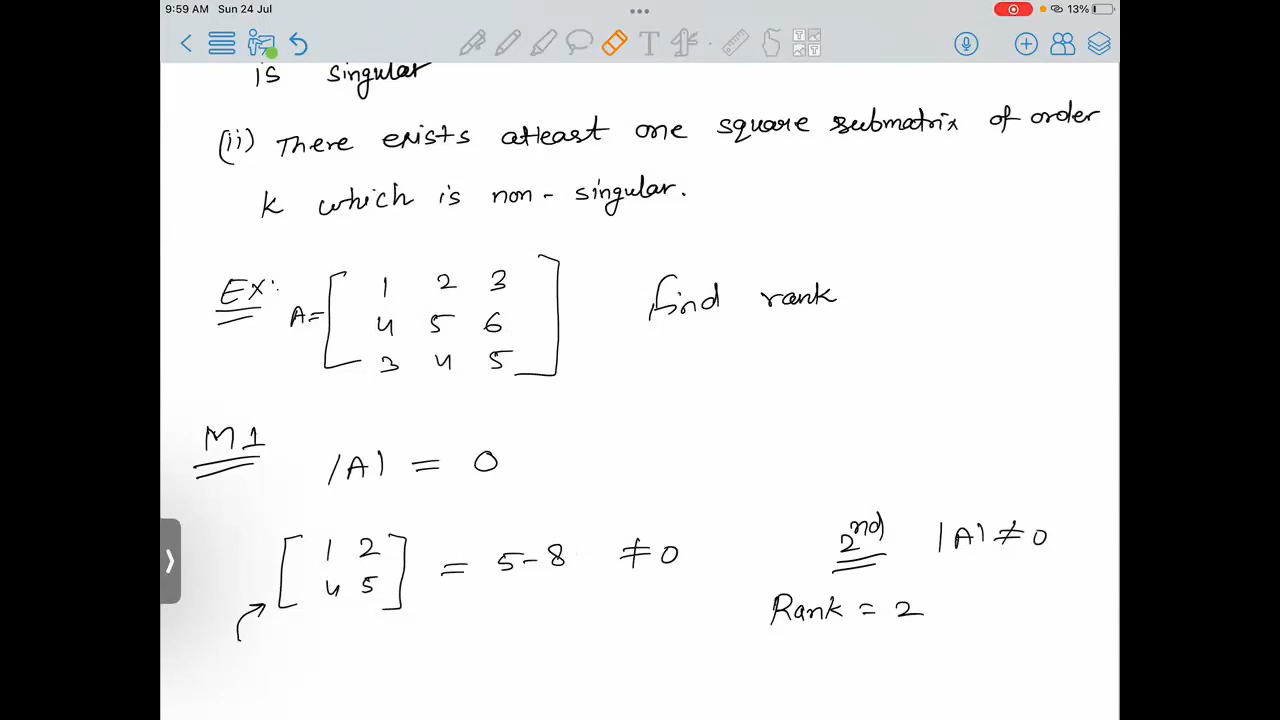 9:59 AM Sun 24 Jul
13%
is singular
(ii) There exists atleast one square submatrix of order
k which is non-singular.
Ex:
A= [ 1 2 3
4 5 6
3 4 5 ]
find rank
M1
|A| = 0
[ 1 2
4 5 ] = 5-8 ≠0
2nd |A| ≠ 0
Rank = 2